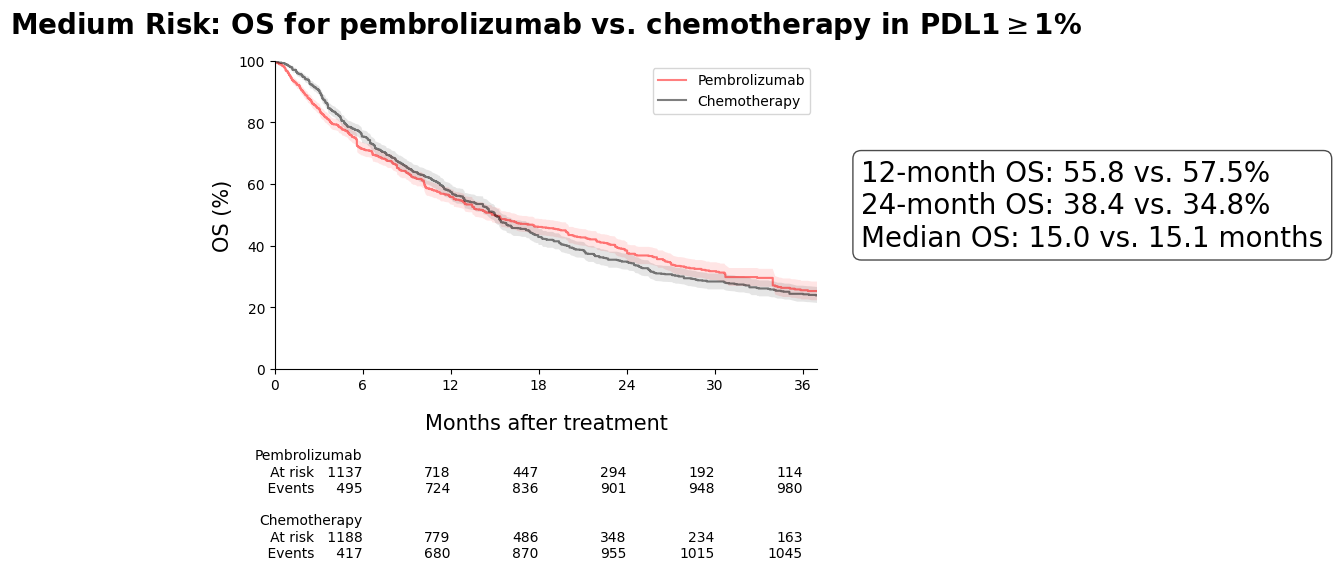 Medium Risk: OS for pembrolizumab vs. chemotherapy in PDL1 ≥ 1%
100
80
60
40
20
0
OS (%)
Pembrolizumab
Chemotherapy
0 6 12 18 24 30 36
Months after treatment
12-month OS: 55.8 vs. 57.5%
24-month OS: 38.4 vs. 34.8%
Median OS: 15.0 vs. 15.1 months
Pembrolizumab
At risk 1137 718 447 294 192 114
Events 495 724 836 901 948 980
Chemotherapy
At risk 1188 779 486 348 234 163
Events 417 680 870 955 1015 1045